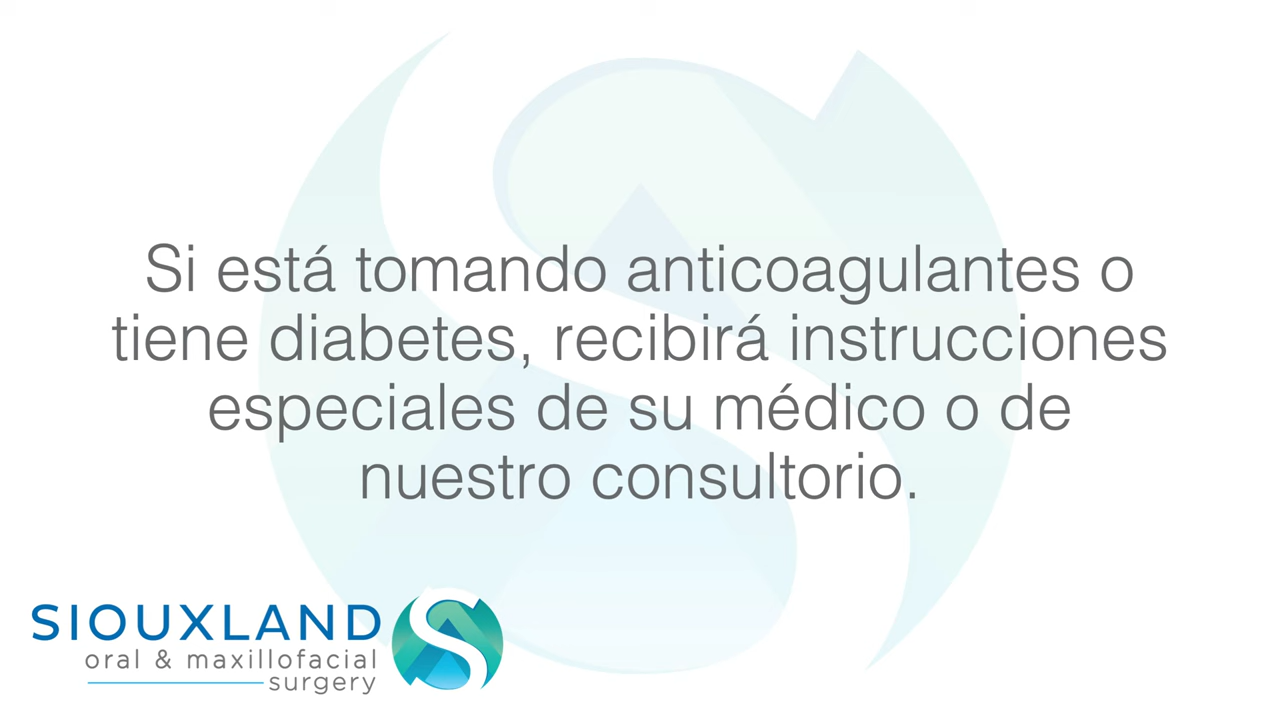 Si está tomando anticoagulantes o
tiene diabetes, recibirá instrucciones
especiales de su médico o de
nuestro consultorio.
SIOUXLAND
oral & maxillofacial
surgery